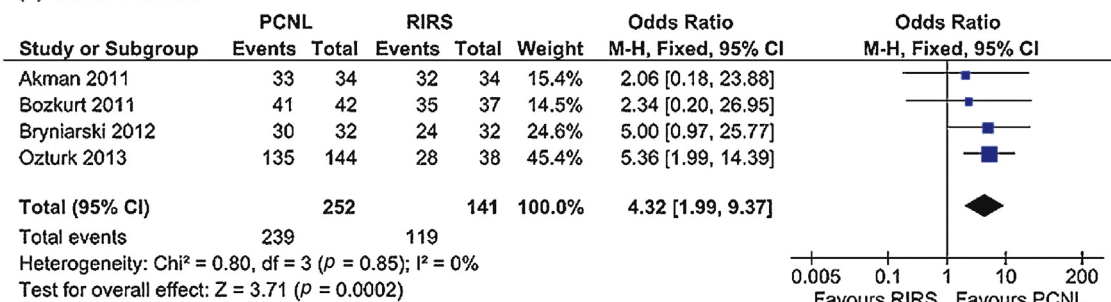 PCNL RIRS Odds Ratio Odds Ratio
Study or Subgroup Events Total Events Total Weight M-H, Fixed, 95% CI M-H, Fixed, 95% CI
Akman 2011 33 34 32 34 15.4% 2.06 [0.18, 23.88]
Bozkurt 2011 41 42 35 37 14.5% 2.34 [0.20, 26.95]
Bryniarski 2012 30 32 24 32 24.6% 5.00 [0.97, 25.77]
Ozturk 2013 135 144 28 38 45.4% 5.36 [1.99, 14.39]
Total (95% CI) 252 141 100.0% 4.32 [1.99, 9.37]
Total events 239 119
Heterogeneity: Chi² = 0.80, df = 3 (p = 0.85); I² = 0%
Test for overall effect: Z = 3.71 (p = 0.0002)
0.005 0.1 1 10 200
Favours RIRS Favours PCNL